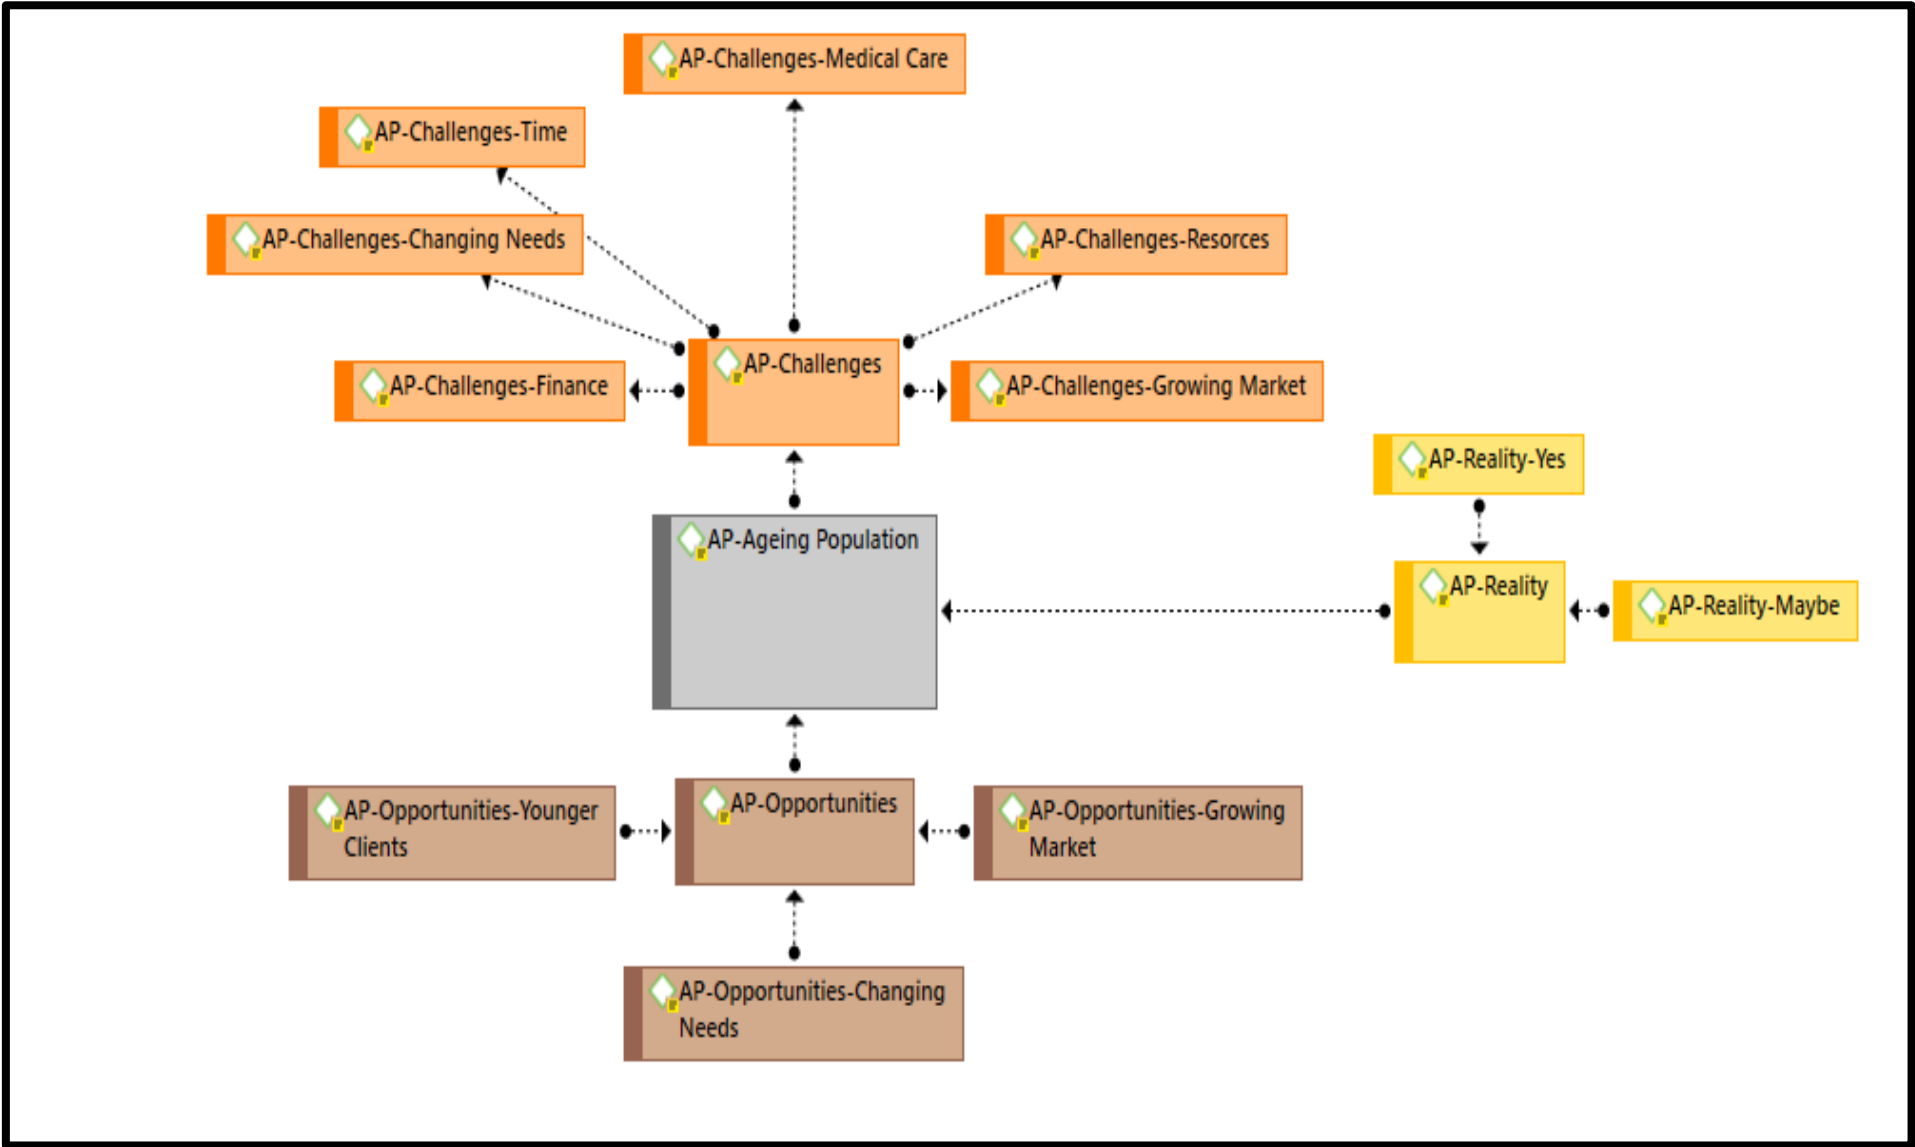 AP-Challenges-Medical Care
AP-Challenges-Time
AP-Challenges-Changing Needs
AP-Challenges-Resorces
AP-Challenges
AP-Challenges-Finance
AP-Challenges-Growing Market
AP-Reality-Yes
AP-Ageing Population
AP-Reality
AP-Reality-Maybe
AP-Opportunities-Younger
Clients
AP-Opportunities
AP-Opportunities-Growing
Market
AP-Opportunities-Changing
Needs